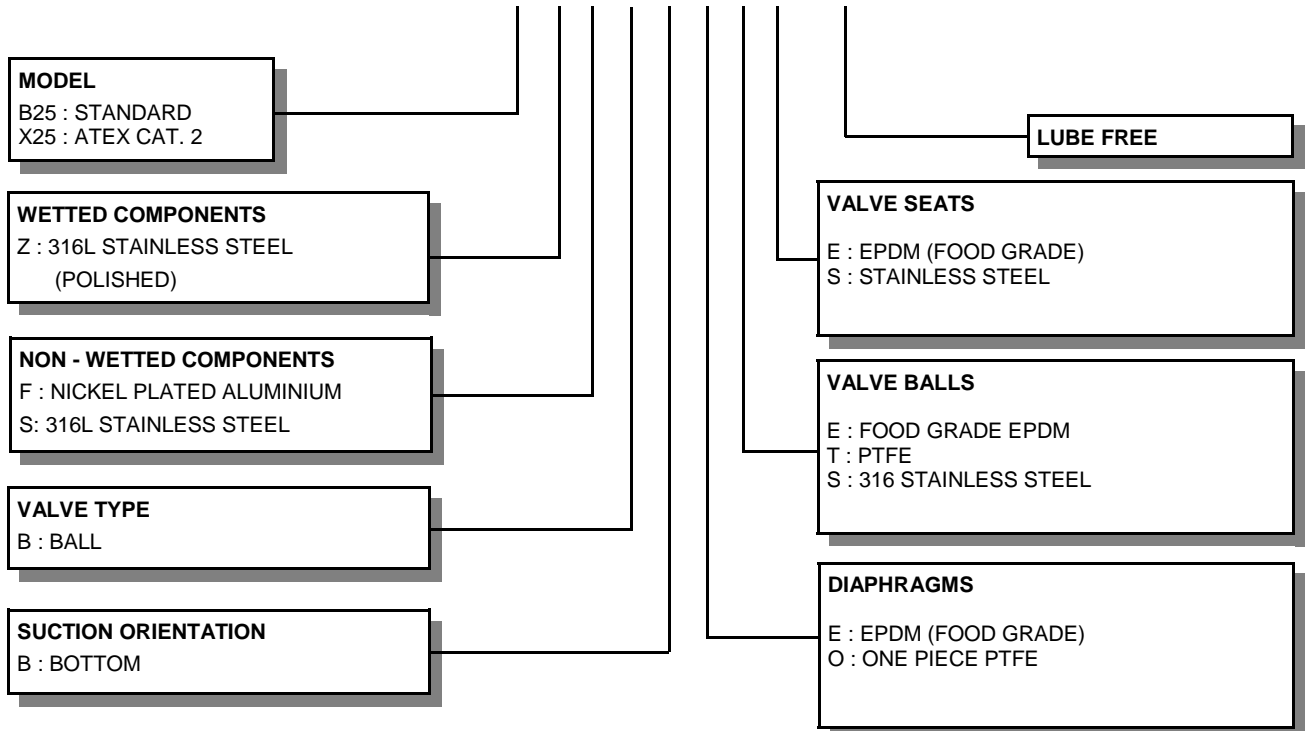 MODEL
B25 : STANDARD
X25 : ATEX CAT. 2
WETTED COMPONENTS
Z : 316L STAINLESS STEEL
(POLISHED)
NON - WETTED COMPONENTS
F : NICKEL PLATED ALUMINIUM
S: 316L STAINLESS STEEL
VALVE TYPE
B : BALL
SUCTION ORIENTATION
B : BOTTOM
LUBE FREE
VALVE SEATS
E : EPDM (FOOD GRADE)
S : STAINLESS STEEL
VALVE BALLS
E : FOOD GRADE EPDM
T : PTFE
S : 316 STAINLESS STEEL
DIAPHRAGMS
E : EPDM (FOOD GRADE)
O : ONE PIECE PTFE